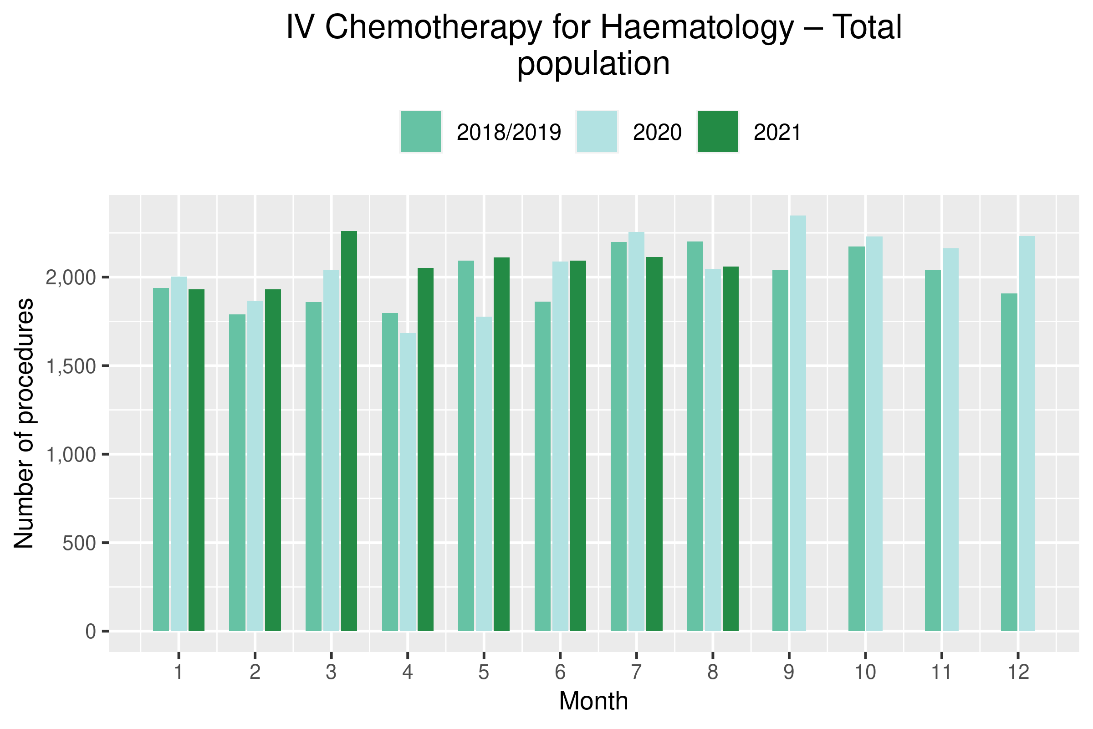 IV Chemotherapy for Haematology – Total
population
2018/2019 2020 2021
Number of procedures
2,000
1,500
1,000
500
0
1 2 3 4 5 6 7 8 9 10 11 12
Month